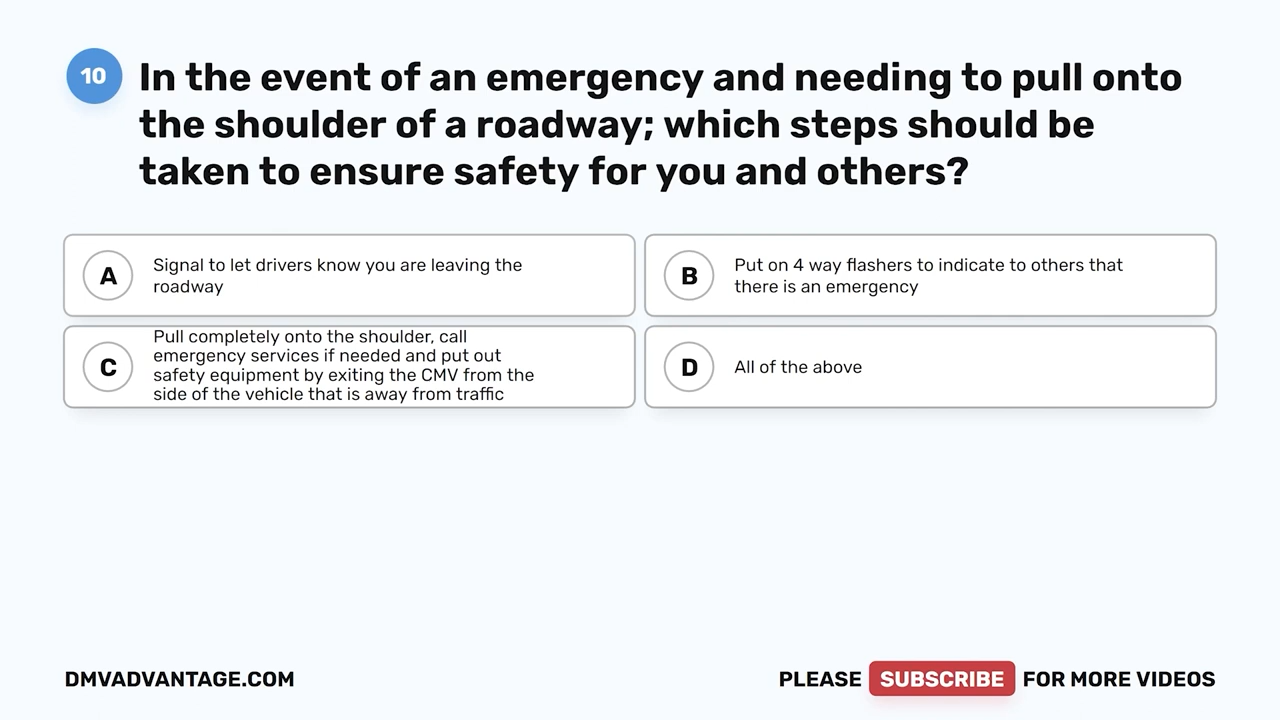 10
In the event of an emergency and needing to pull onto
the shoulder of a roadway; which steps should be
taken to ensure safety for you and others?
A
Signal to let drivers know you are leaving the
roadway
B
Put on 4 way flashers to indicate to others that
there is an emergency
C
Pull completely onto the shoulder, call
emergency services if needed and put out
safety equipment by exiting the CMV from the
side of the vehicle that is away from traffic
D
All of the above
DMVADVANTAGE.COM
PLEASE SUBSCRIBE FOR MORE VIDEOS